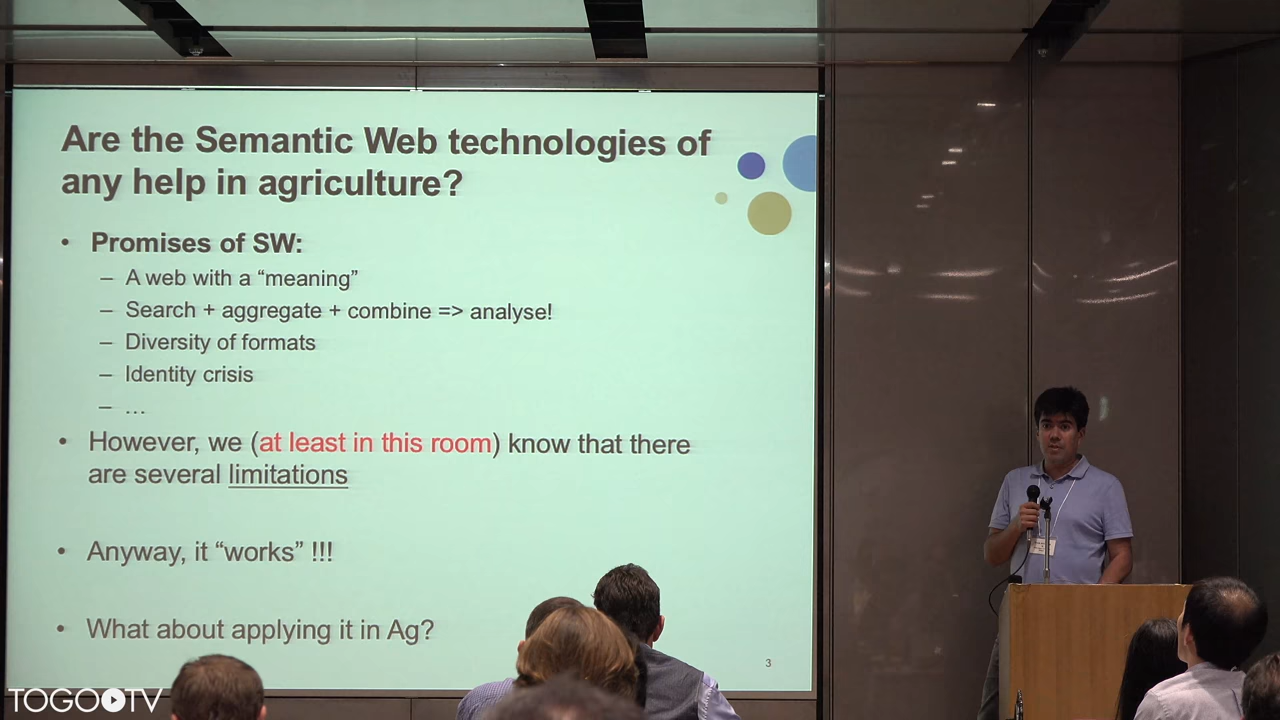 Are the Semantic Web technologies of
any help in agriculture?
• Promises of SW:
– A web with a “meaning”
– Search + aggregate + combine => analyse!
– Diversity of formats
– Identity crisis
– …
• However, we (at least in this room) know that there
are several limitations
• Anyway, it “works” !!!
• What about applying it in Ag?
3
TOGO TV